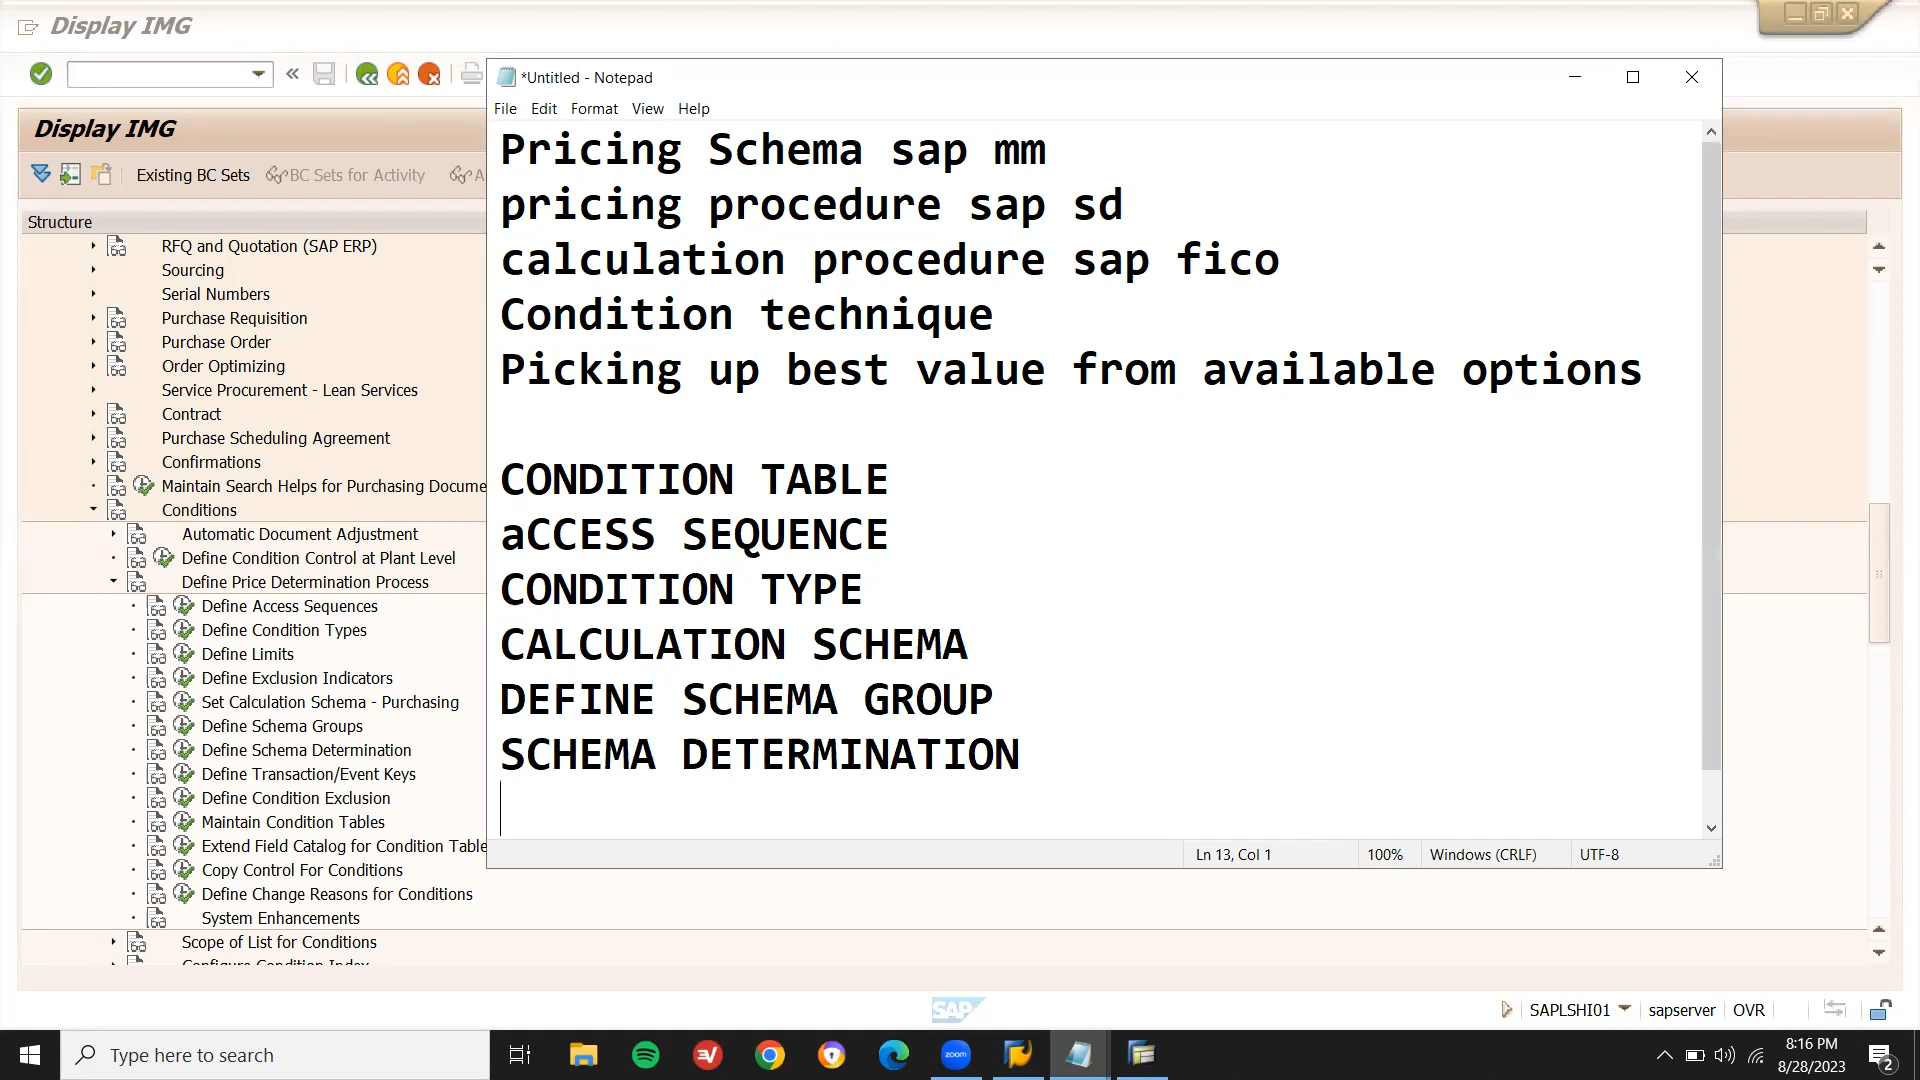 Display IMG
*Untitled - Notepad
File Edit Format View Help
Display IMG
Existing BC Sets
BC Sets for Activity
Structure
RFQ and Quotation (SAP ERP)
Sourcing
Serial Numbers
Purchase Requisition
Purchase Order
Order Optimizing
Service Procurement - Lean Services
Contract
Purchase Scheduling Agreement
Confirmations
Maintain Search Helps for Purchasing Docume
Conditions
Automatic Document Adjustment
Define Condition Control at Plant Level
Define Price Determination Process
Define Access Sequences
Define Condition Types
Define Limits
Define Exclusion Indicators
Set Calculation Schema - Purchasing
Define Schema Groups
Define Schema Determination
Define Transaction/Event Keys
Define Condition Exclusion
Maintain Condition Tables
Extend Field Catalog for Condition Table
Copy Control For Conditions
Define Change Reasons for Conditions
System Enhancements
Scope of List for Conditions
Configure Condition Index
Pricing Schema sap mm
pricing procedure sap sd
calculation procedure sap fico
Condition technique
Picking up best value from available options
CONDITION TABLE
aCCESS SEQUENCE
CONDITION TYPE
CALCULATION SCHEMA
DEFINE SCHEMA GROUP
SCHEMA DETERMINATION
Ln 13, Col 1 100% Windows (CRLF) UTF-8
SAP
SAPLSHI01 sapserver OVR
Type here to search
zoom
8:16 PM
8/28/2023
2